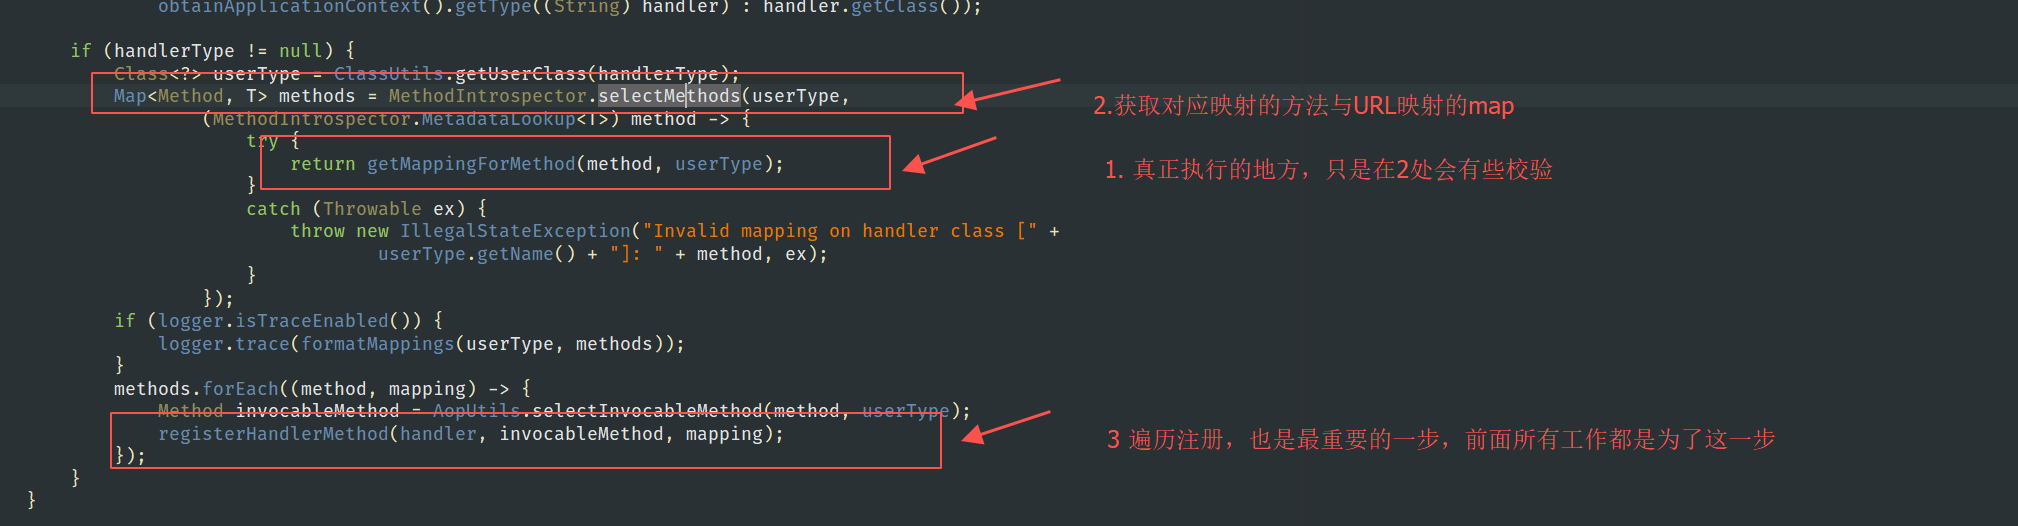 obtainApplicationContext().getType((String) handler) : handler.getClass());
if (handlerType != null) {
Class<?> userType = ClassUtils.getUserClass(handlerType);
Map<Method, T> methods = MethodIntrospector.selectMethods(userType,
2.获取对应映射的方法与URL映射的map
(MethodIntrospector.MetadataLookup<T>) method -> {
try {
return getMappingForMethod(method, userType);
1. 真正执行的地方，只是在2处会有些校验
}
catch (Throwable ex) {
throw new IllegalStateException("Invalid mapping on handler class [" +
userType.getName() + "]: " + method, ex);
}
});
if (logger.isTraceEnabled()) {
logger.trace(formatMappings(userType, methods));
}
methods.forEach((method, mapping) -> {
Method invocableMethod = AopUtils.selectInvocableMethod(method, userType);
registerHandlerMethod(handler, invocableMethod, mapping);
3 遍历注册，也是最重要的一步，前面所有工作都是为了这一步
});
}
}